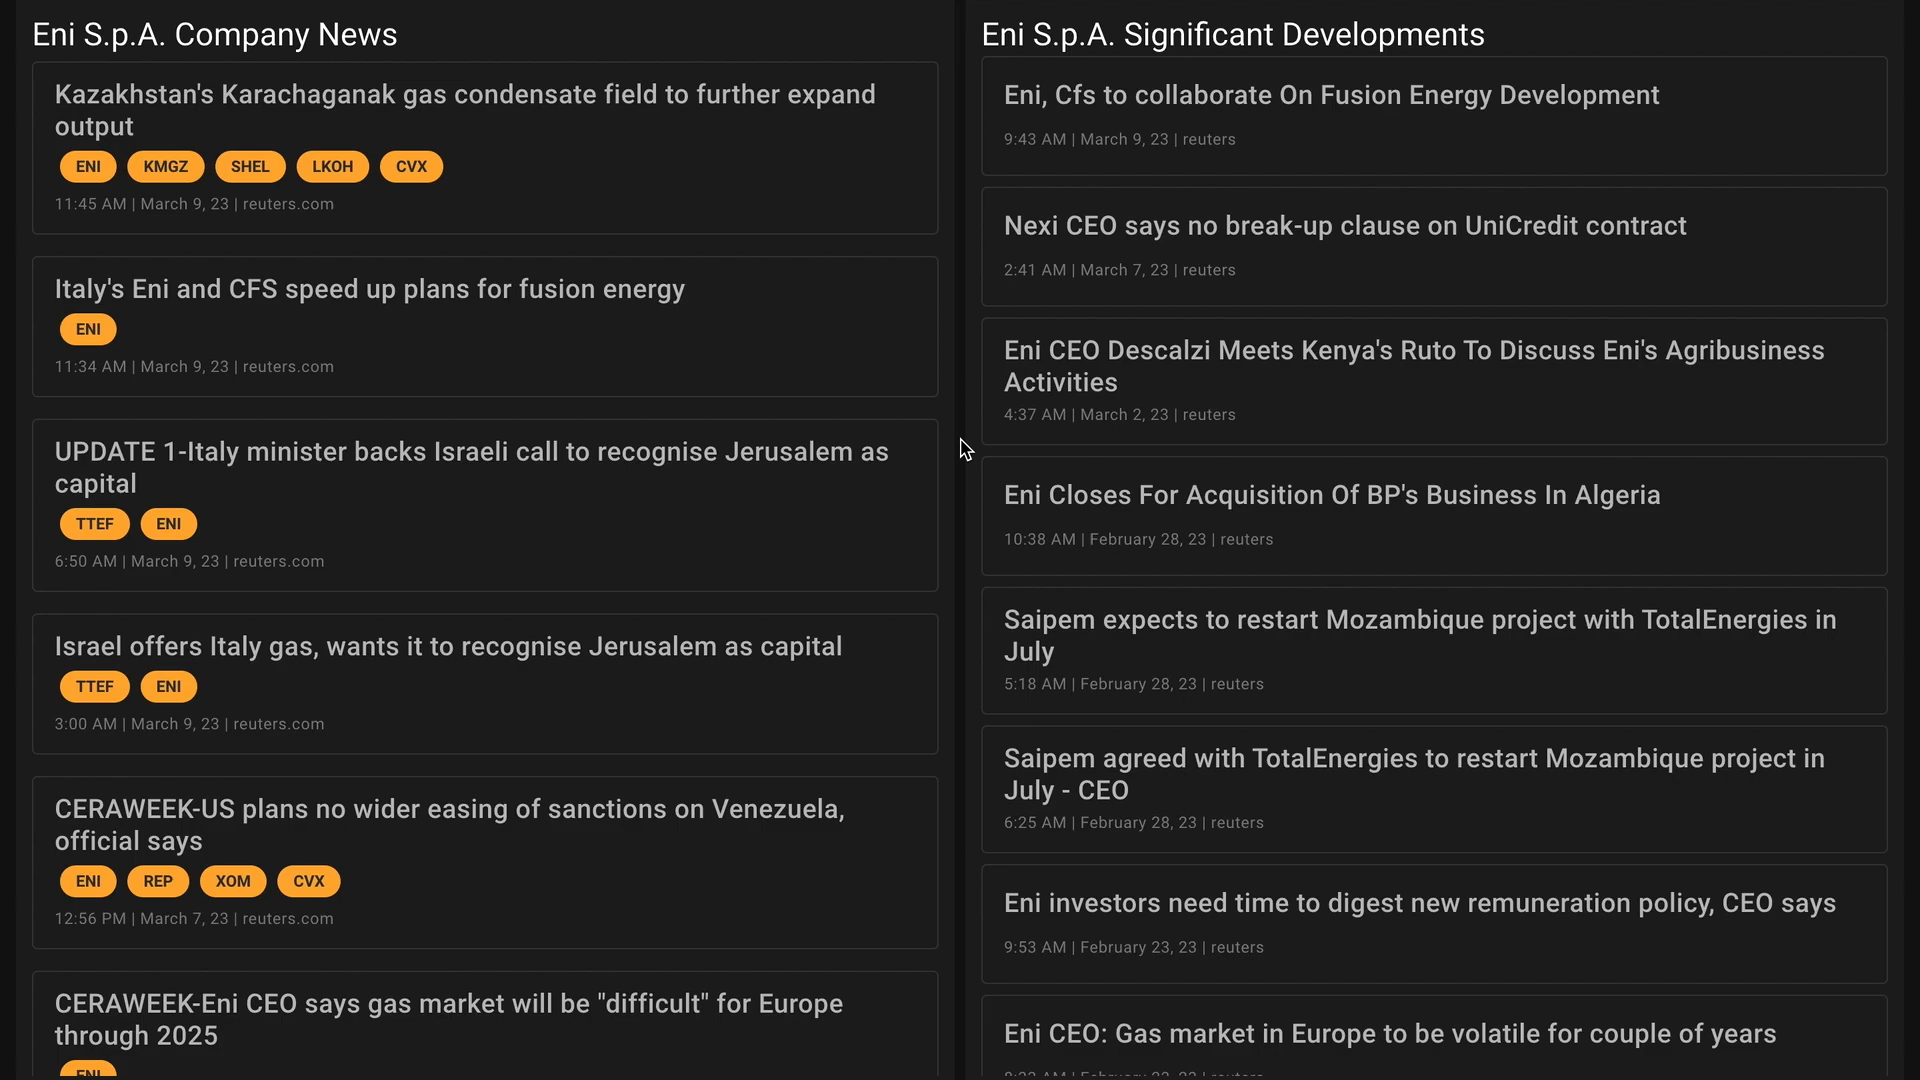 Eni S.p.A. Company News
Kazakhstan's Karachaganak gas condensate field to further expand
output
ENI KMGZ SHEL LKOH CVX
11:45 AM | March 9, 23 | reuters.com
Italy's Eni and CFS speed up plans for fusion energy
ENI
11:34 AM | March 9, 23 | reuters.com
UPDATE 1-Italy minister backs Israeli call to recognise Jerusalem as
capital
TTEF ENI
6:50 AM | March 9, 23 | reuters.com
Israel offers Italy gas, wants it to recognise Jerusalem as capital
TTEF ENI
3:00 AM | March 9, 23 | reuters.com
CERAWEEK-US plans no wider easing of sanctions on Venezuela,
official says
ENI REP XOM CVX
12:56 PM | March 7, 23 | reuters.com
CERAWEEK-Eni CEO says gas market will be "difficult" for Europe
through 2025
ENI
Eni S.p.A. Significant Developments
Eni, Cfs to collaborate On Fusion Energy Development
9:43 AM | March 9, 23 | reuters
Nexi CEO says no break-up clause on UniCredit contract
2:41 AM | March 7, 23 | reuters
Eni CEO Descalzi Meets Kenya's Ruto To Discuss Eni's Agribusiness
Activities
4:37 AM | March 2, 23 | reuters
Eni Closes For Acquisition Of BP's Business In Algeria
10:38 AM | February 28, 23 | reuters
Saipem expects to restart Mozambique project with TotalEnergies in
July
5:18 AM | February 28, 23 | reuters
Saipem agreed with TotalEnergies to restart Mozambique project in
July - CEO
6:25 AM | February 28, 23 | reuters
Eni investors need time to digest new remuneration policy, CEO says
9:53 AM | February 23, 23 | reuters
Eni CEO: Gas market in Europe to be volatile for couple of years